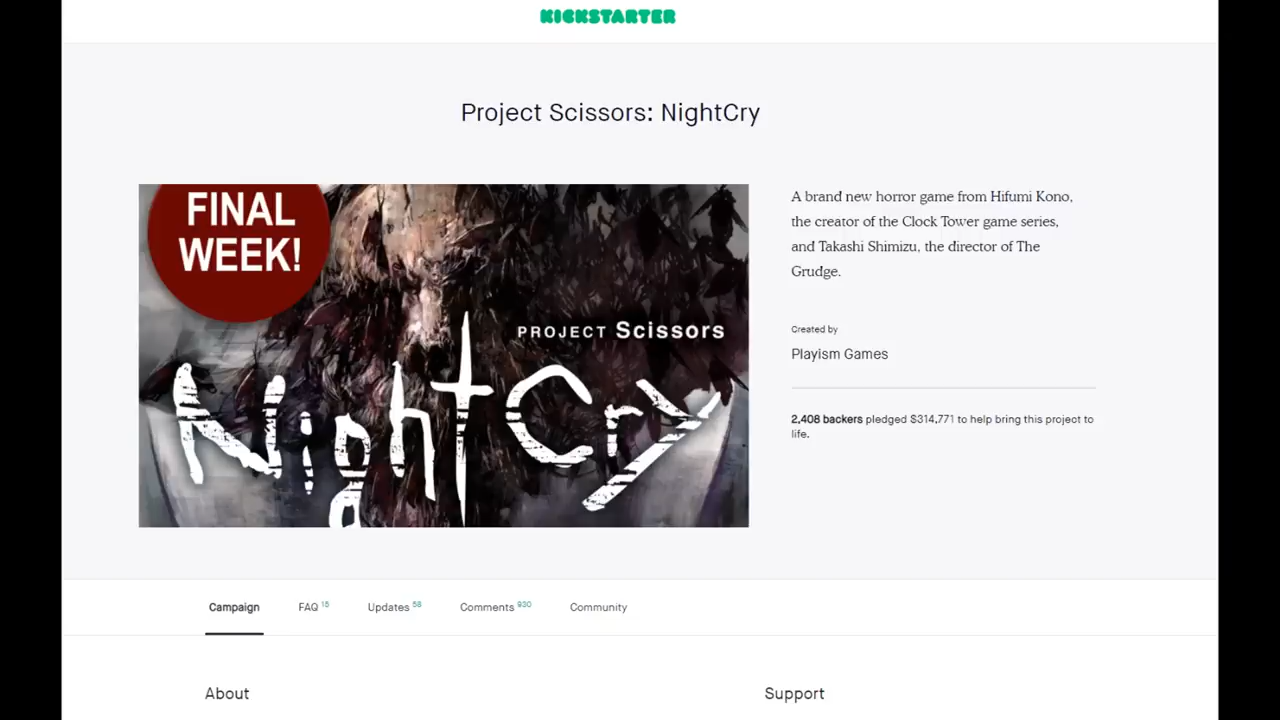 KICKSTARTER
Project Scissors: NightCry
FINAL
WEEK!
PROJECT Scissors
NightCry
A brand new horror game from Hifumi Kono,
the creator of the Clock Tower game series,
and Takashi Shimizu, the director of The
Grudge.
Created by
Playism Games
2,408 backers pledged $314,771 to help bring this project to
life.
Campaign FAQ 15 Updates 58 Comments 930 Community
About
Support